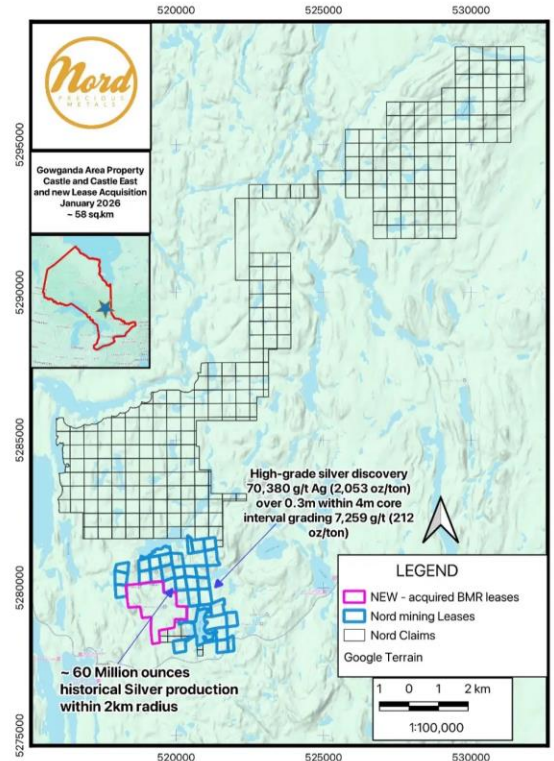 520000 525000 530000
Nord
PRECIOUS
METALS
Gowganda Area Property
Castle and Castle East
and new Lease Acquisition
January 2026
~ 58 sq.km
5295000
5290000
5285000
5280000
5275000
High-grade silver discovery
70,380 g/t Ag (2,053 oz/ton)
over 0.3m within 4m core
interval grading 7,259 g/t (212
oz/ton)
~ 60 Million ounces
historical Silver production
within 2km radius
LEGEND
NEW - acquired BMR leases
Nord mining Leases
Nord Claims
Google Terrain
1 0 1 2 km
1:100,000
520000 525000 530000